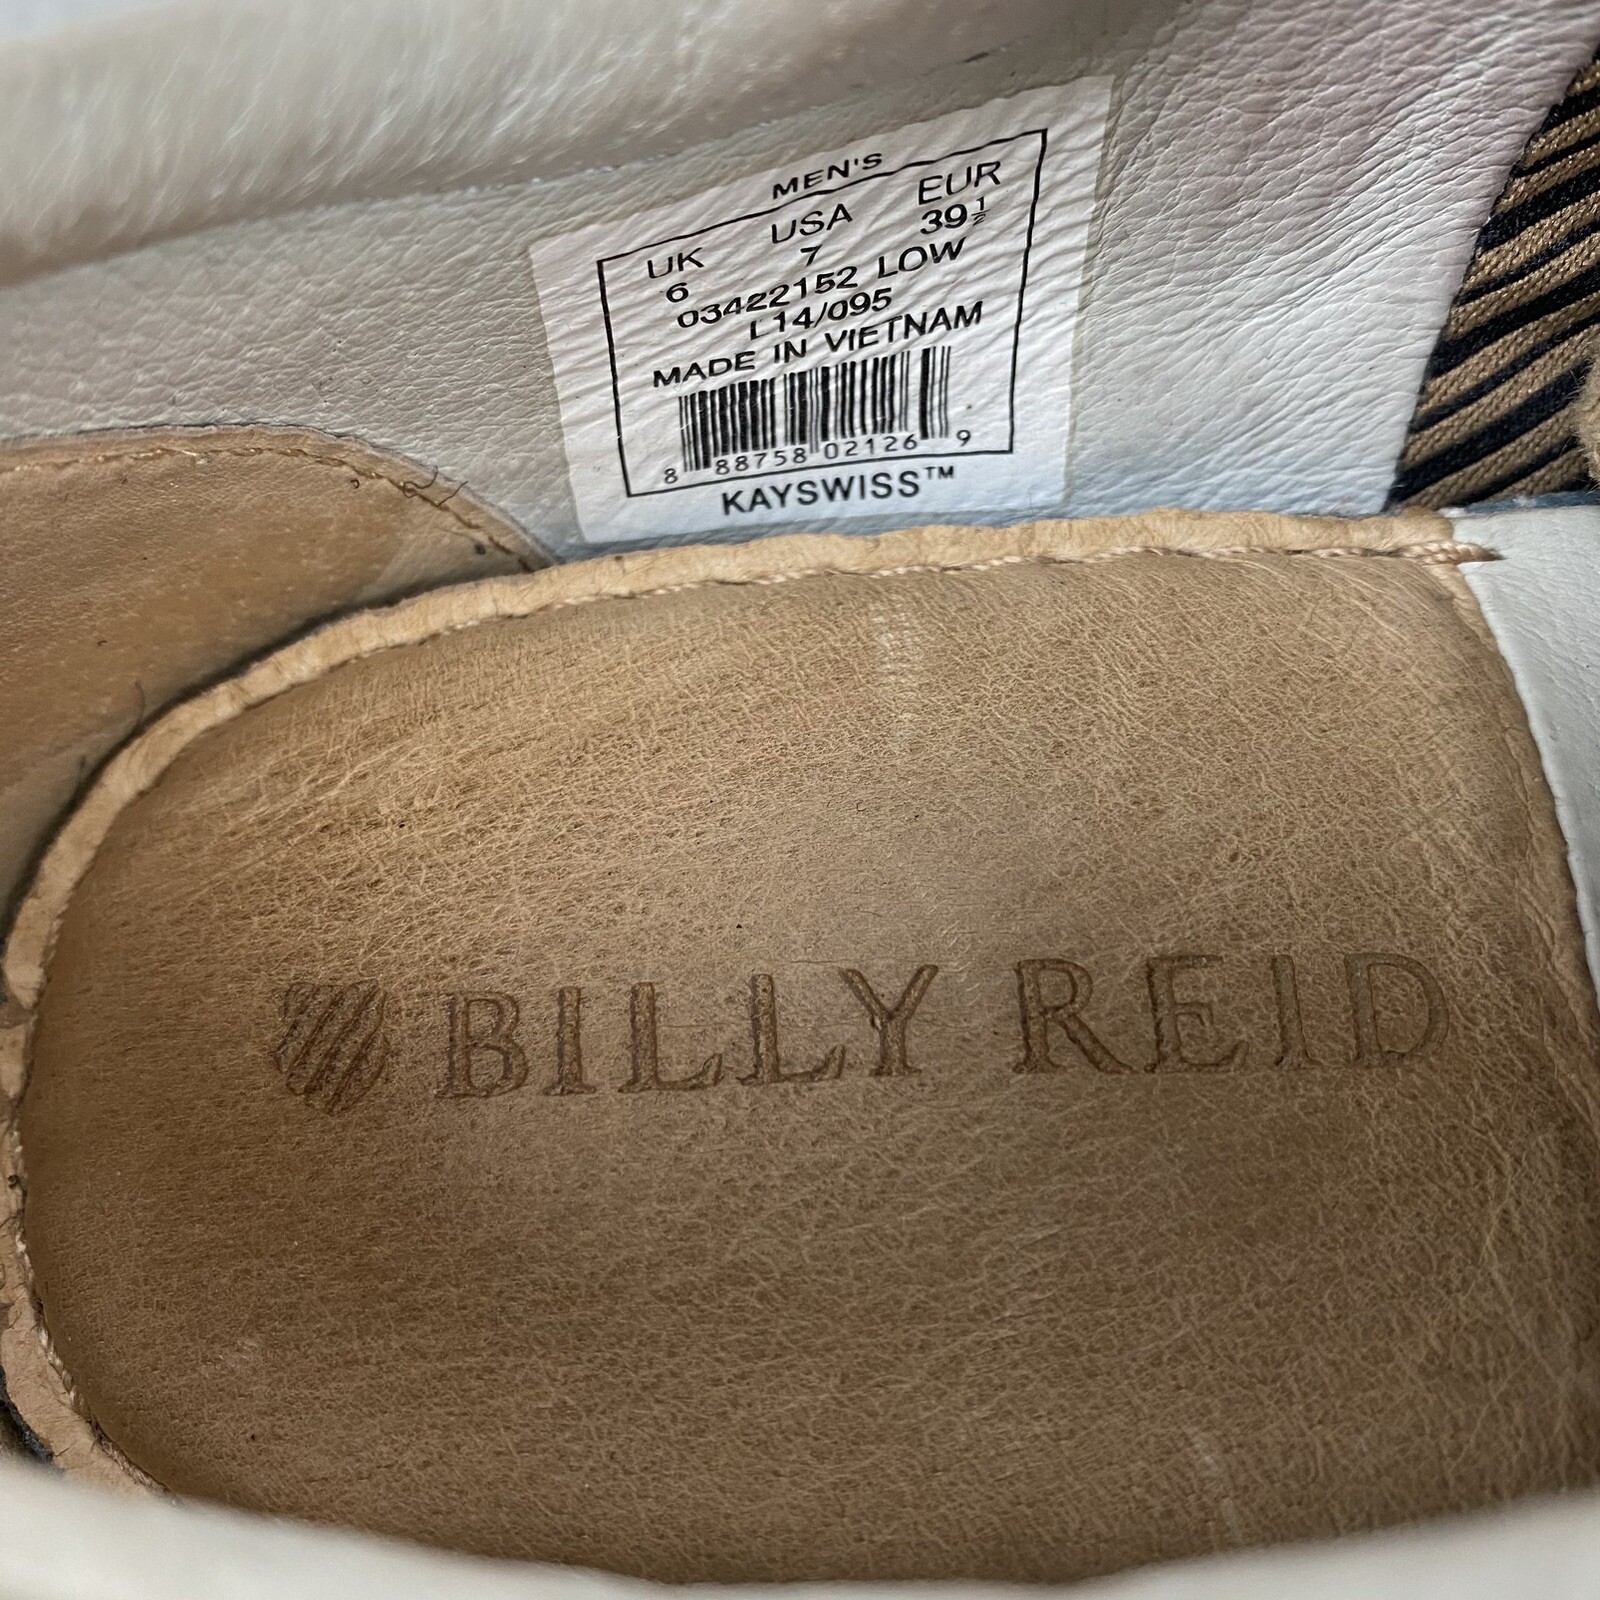 MEN'S
UK USA EUR
6 7 39½
03422152 LOW
L14/095
MADE IN VIETNAM
8 88758 02126 9
KAYSWISS™
BILLY REID